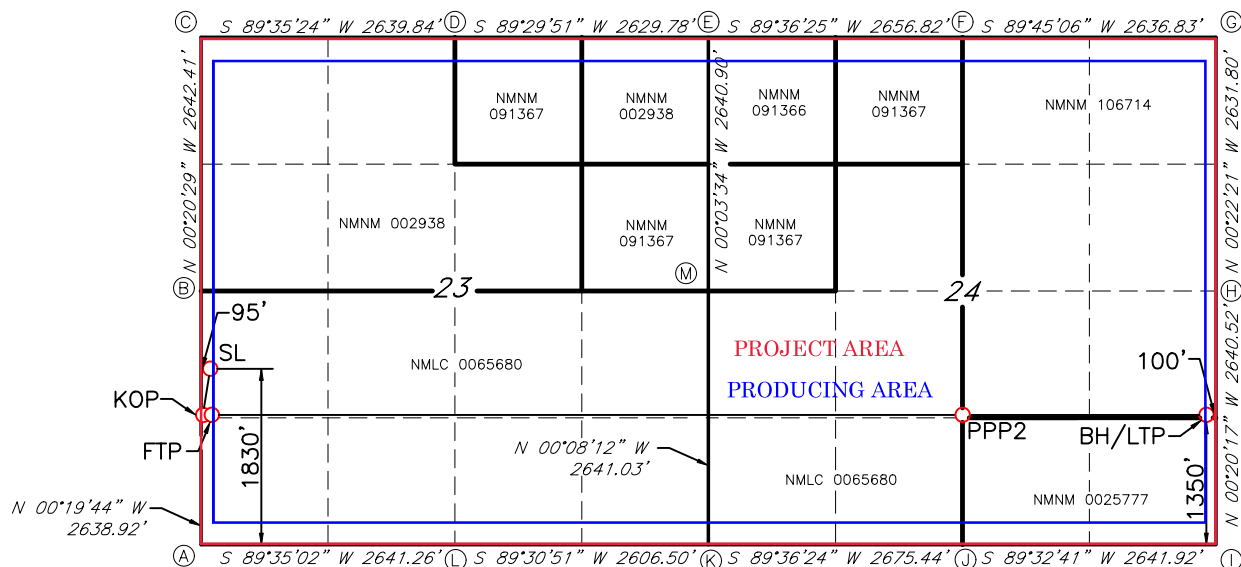 C
S 89°35'24" W 2639.84'
D
S 89°29'51" W 2629.78'
E
S 89°36'25" W 2656.82'
F
S 89°45'06" W 2636.83'
G
N 00°20'29" W 2642.41'
NMNM
091367
NMNM
002938
N 00°03'34" W 2640.90'
NMNM
091366
NMNM
091367
NMNM 106714
N 00°22'21" W 2631.80'
NMNM 002938
NMNM
091367
NMNM
091367
B
23
M
24
H
95'
SL
NMLC 0065680
PROJECT AREA
PRODUCING AREA
100'
KOP
FTP
1830'
PPP2
BH/LTP
N 00°08'12" W
2641.03'
NMLC 0065680
NMNM 0025777
1350'
N 00°20'17" W 2640.52'
N 00°19'44" W
2638.92'
A
S 89°35'02" W 2641.26'
L
S 89°30'51" W 2606.50'
K
S 89°36'24" W 2675.44'
J
S 89°32'41" W 2641.92'
I